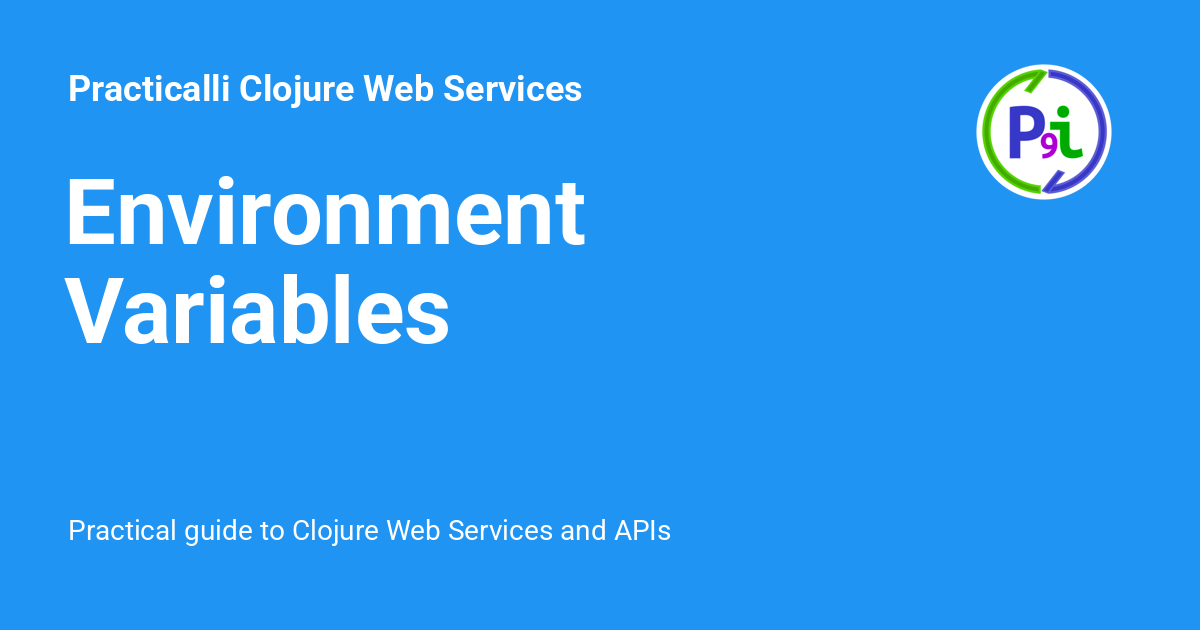 Practicalli Clojure Web Services
P9i
Environment
Variables
Practical guide to Clojure Web Services and APIs